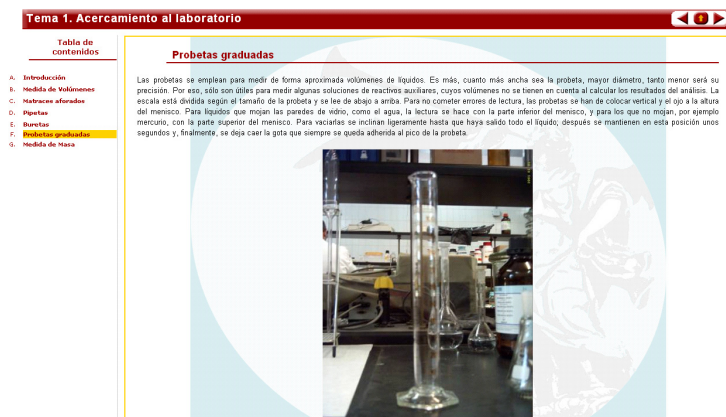 Tema 1. Acercamiento al laboratorio
Tabla de
contenidos
A. Introducción
B. Medida de Volúmenes
C. Matraces aforados
D. Pipetas
E. Buretas
F. Probetas graduadas
G. Medida de Masa
Probetas graduadas
Las probetas se emplean para medir de forma aproximada volúmenes de líquidos. Es más, cuanto más ancha sea la probeta, mayor diámetro, tanto menor será su
precisión. Por eso, sólo son útiles para medir algunas soluciones de reactivos auxiliares, cuyos volúmenes no se tienen en cuenta al calcular los resultados del análisis. La
escala está dividida según el tamaño de la probeta y se lee de abajo a arriba. Para no cometer errores de lectura, las probetas se han de colocar vertical y el ojo a la altura
del menisco. Para líquidos que mojan las paredes de vidrio, como el agua, la lectura se hace con la parte inferior del menisco, y para los que no mojan, por ejemplo
mercurio, con la parte superior del menisco. Para vaciarlas se inclinan ligeramente hasta que haya salido todo el líquido; después se mantienen en esta posición unos
segundos y, finalmente, se deja caer la gota que siempre se queda adherida al pico de la probeta.